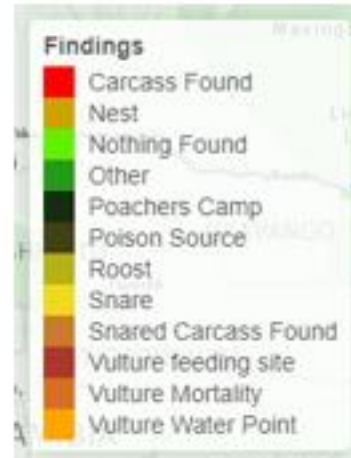 Findings
Carcass Found
Nest
Nothing Found
Other
Poachers Camp
Poison Source
Roost
Snare
Snared Carcass Found
Vulture feeding site
Vulture Mortality
Vulture Water Point